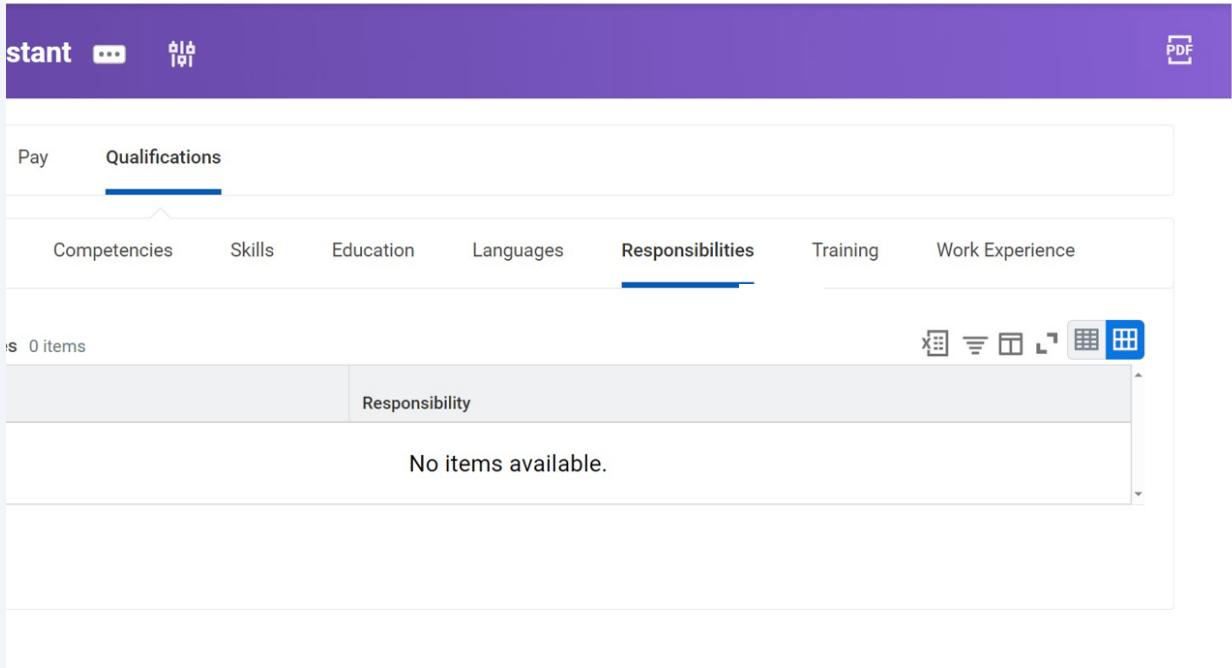 stant
PDF
Pay Qualifications
Competencies Skills Education Languages Responsibilities Training Work Experience
s 0 items
Responsibility
No items available.